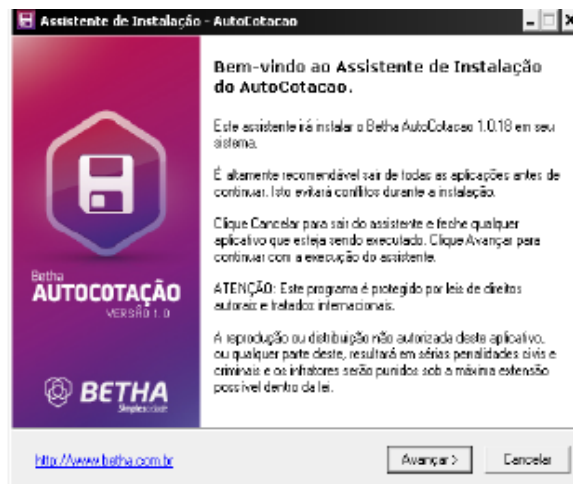 Assistente de Instalação - AutoCotacao
Bem-vindo ao Assistente de Instalação
do AutoCotacao.
Este assistente irá instalar o Betha AutoCotacao 1.0.18 em seu
sistema.
É altamente recomendável sair de todas as aplicações antes de
continuar. Isto evitará conflitos durante a instalação.
Clique Cancelar para sair do assistente e feche qualquer
aplicativo que esteja sendo executado. Clique Avançar para
continuar com a execução do assistente.
ATENÇÃO: Este programa é protegido por leis de direitos
autorais e tratados internacionais.
A reprodução ou distribuição não autorizada deste aplicativo,
ou qualquer parte deste, resultará em sérias penalidades civis e
criminais e os infratores serão punidos sob a máxima extensão
possível dentro da lei.
Betha
AUTOCOTAÇÃO
VERSÃO 1.0
BETHA
http://www.betha.com.br
Avançar >
Cancelar